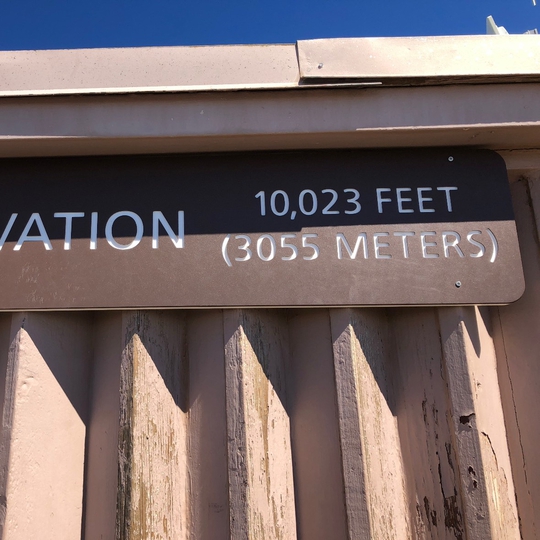 VATION
10,023 FEET
(3055 METERS)